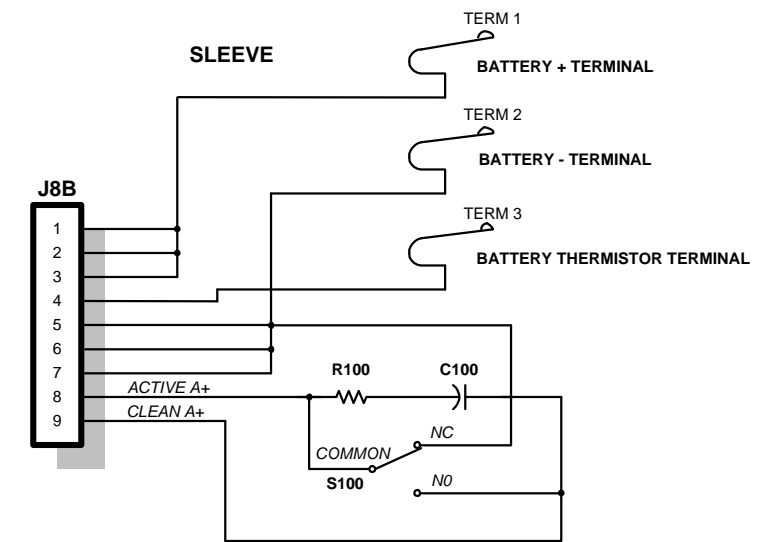 TERM 1
SLEEVE
BATTERY + TERMINAL
TERM 2
BATTERY - TERMINAL
J8B
TERM 3
BATTERY THERMISTOR TERMINAL
1
2
3
4
5
6
7
8
9
R100
C100
ACTIVE A+
CLEAN A+
NC
COMMON
S100
N0